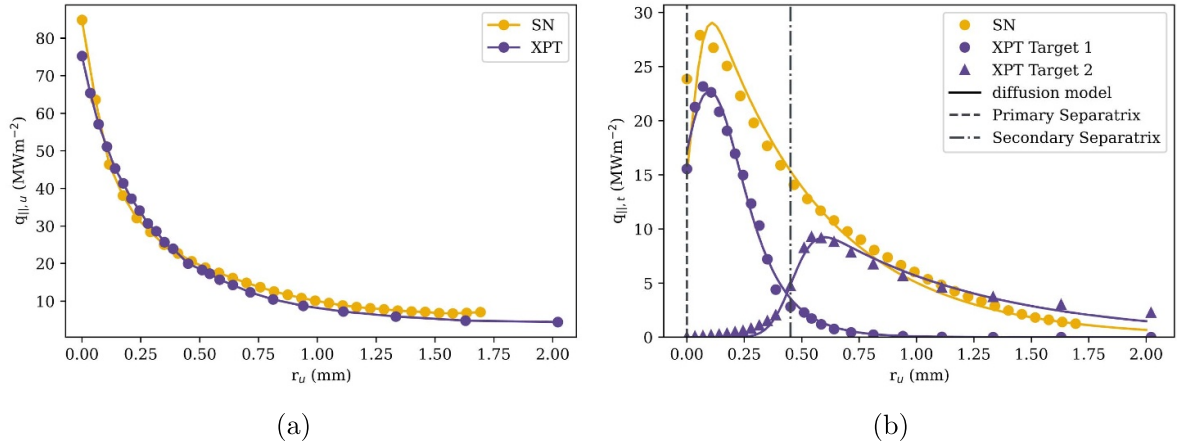 80
70
60
50
40
30
20
10
0.00 0.25 0.50 0.75 1.00 1.25 1.50 1.75 2.00
q||,u (MWm−2)
ru (mm)
SN
XPT
(a)
30
25
20
15
10
5
0
0.00 0.25 0.50 0.75 1.00 1.25 1.50 1.75 2.00
q||,t (MWm−2)
ru (mm)
SN
XPT Target 1
XPT Target 2
diffusion model
Primary Separatrix
Secondary Separatrix
(b)